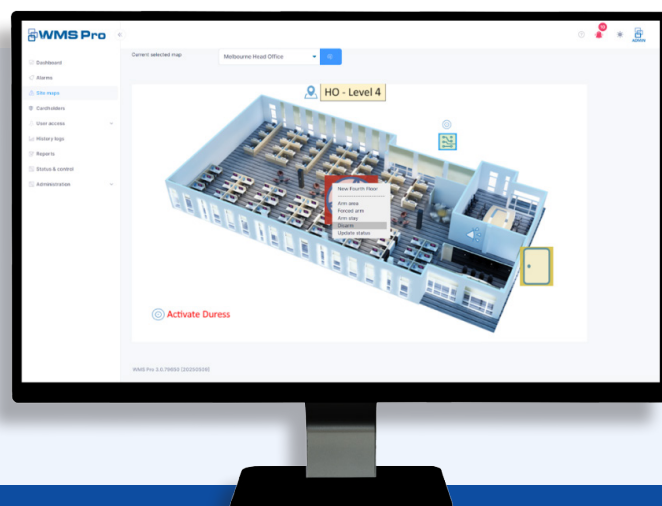 WMS Pro
10
ADMIN
Current selected map
Melbourne Head Office
Dashboard
Alarms
Site maps
Cardholders
User access
History logs
Reports
Status & control
Administration
HO - Level 4
New Fourth Floor
Arm area
Forced arm
Arm stay
Disarm
Update status
Activate Duress